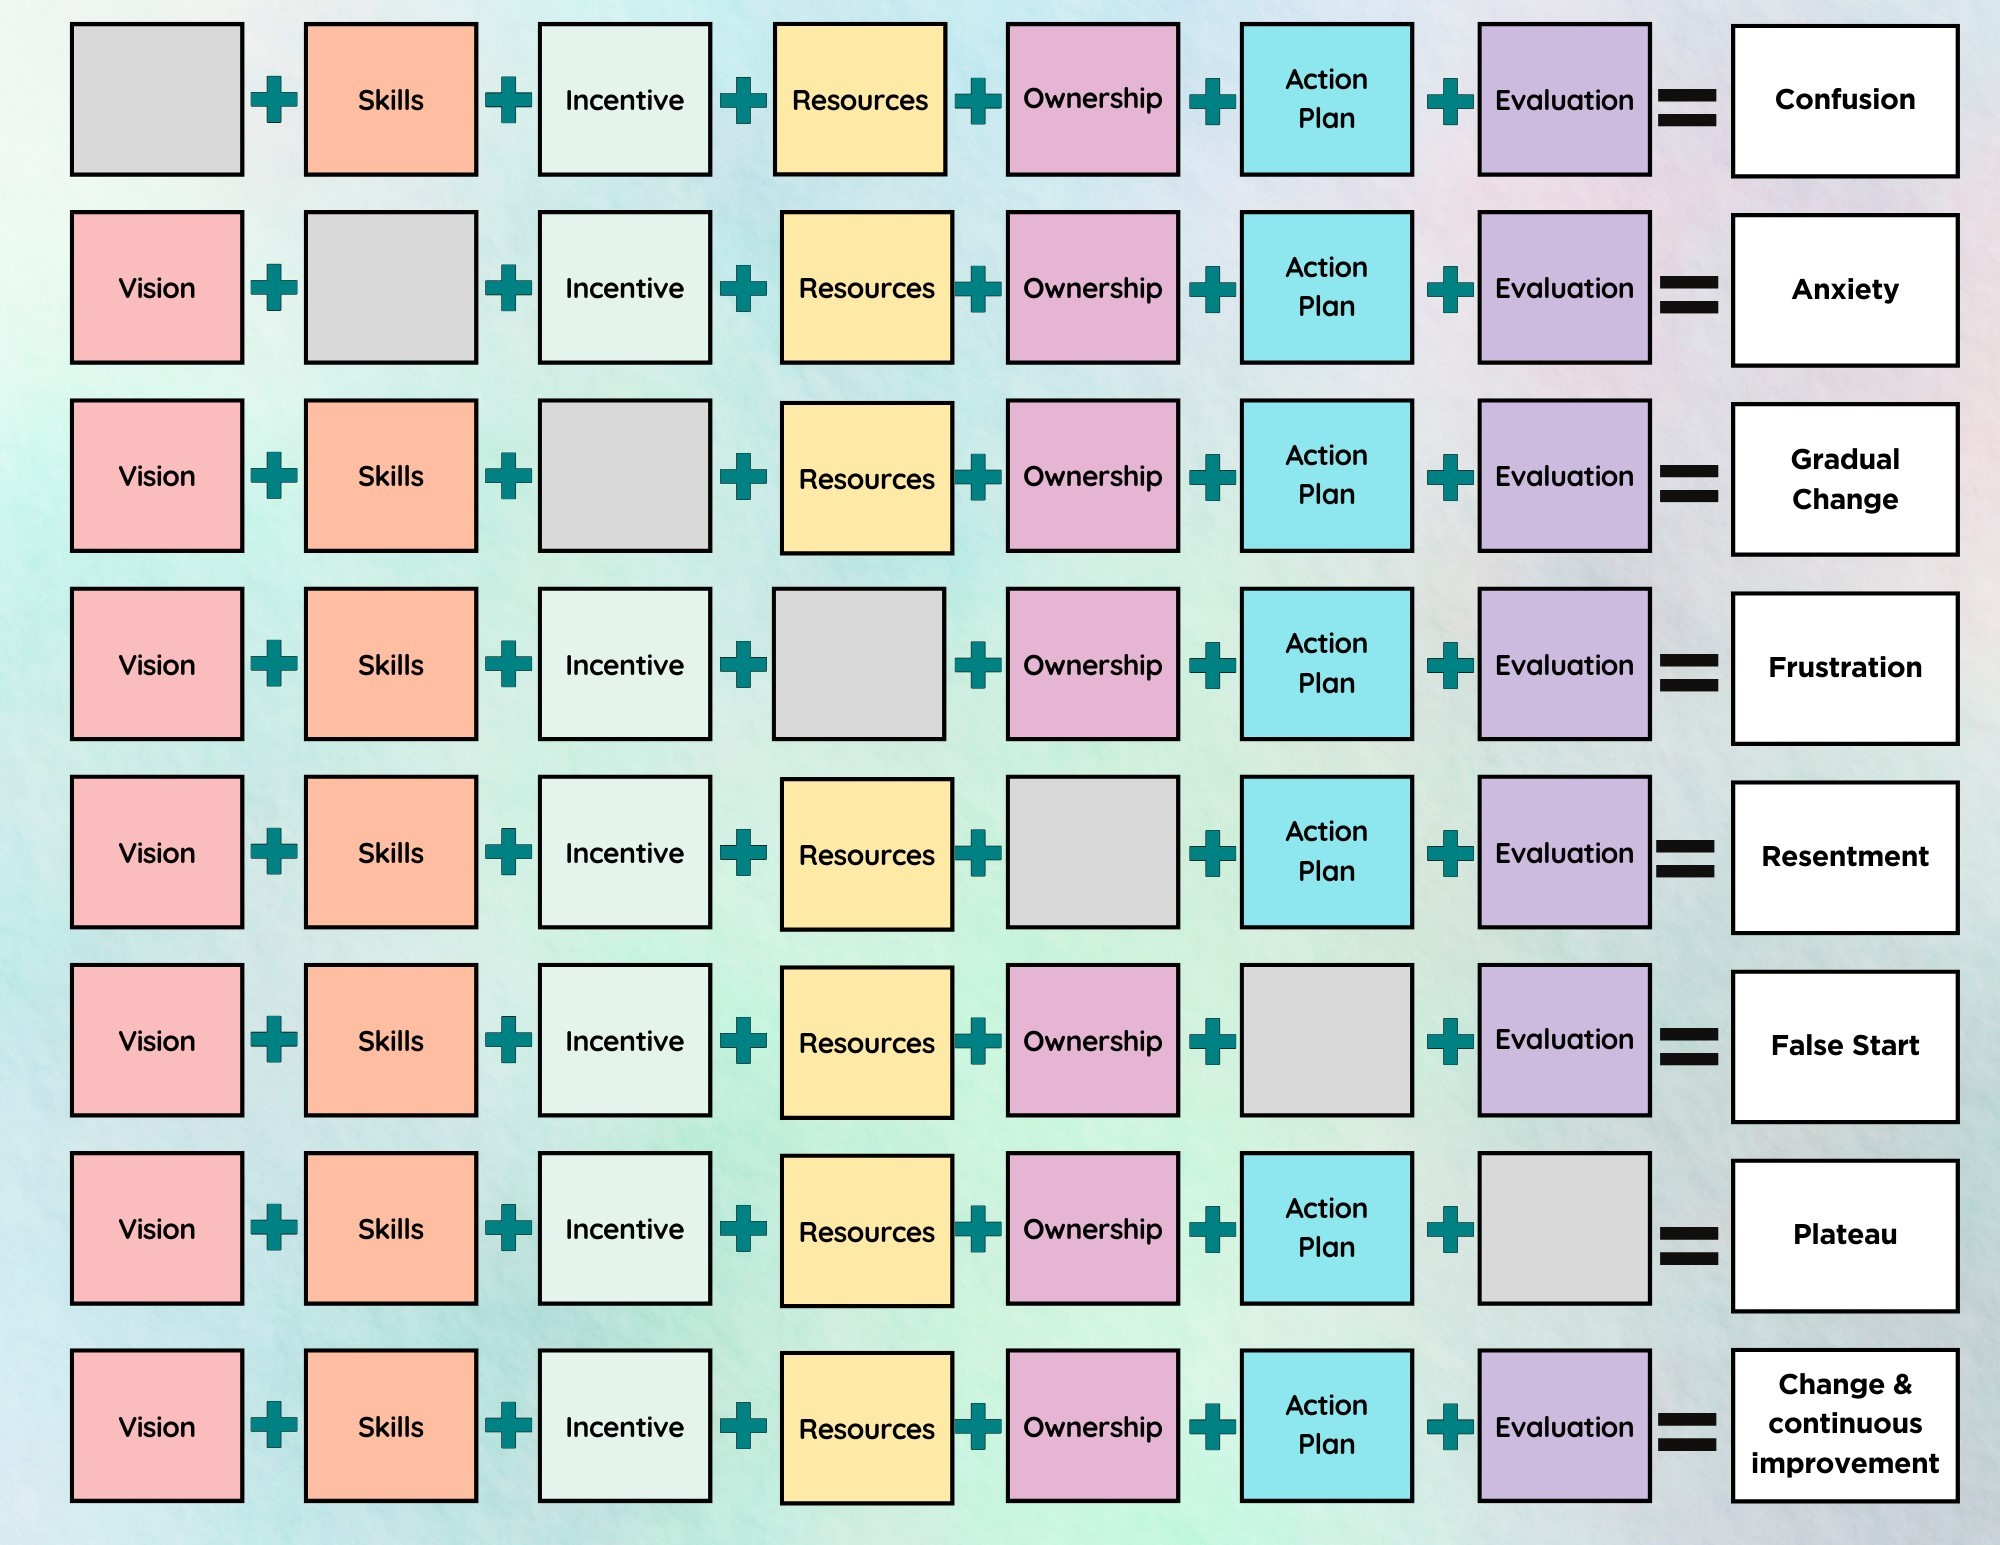 Skills Incentive Resources Ownership Action Plan Evaluation Confusion
Vision Incentive Resources Ownership Action Plan Evaluation Anxiety
Vision Skills Resources Ownership Action Plan Evaluation Gradual Change
Vision Skills Incentive Ownership Action Plan Evaluation Frustration
Vision Skills Incentive Resources Action Plan Evaluation Resentment
Vision Skills Incentive Resources Ownership Evaluation False Start
Vision Skills Incentive Resources Ownership Action Plan Plateau
Vision Skills Incentive Resources Ownership Action Plan Evaluation Change & continuous improvement